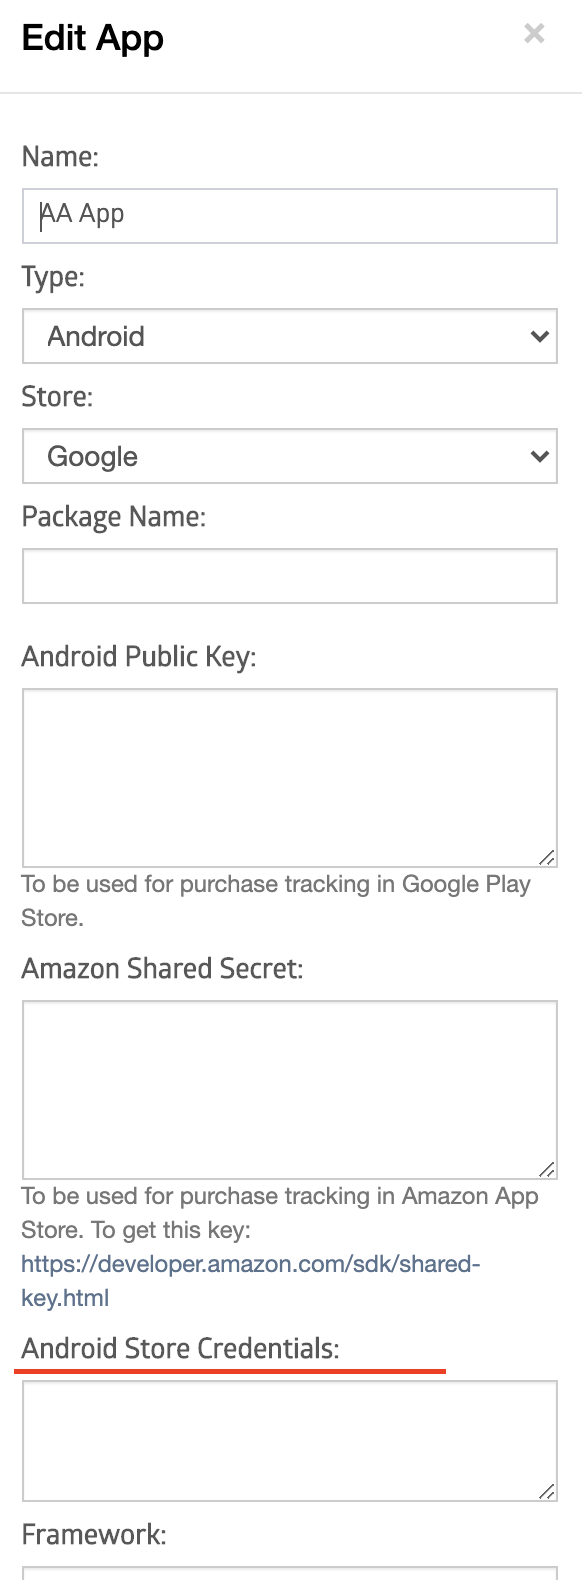 Edit App ×
Name:
AA App
Type:
Android
Store:
Google
Package Name:
Android Public Key:
To be used for purchase tracking in Google Play
Store.
Amazon Shared Secret:
To be used for purchase tracking in Amazon App
Store. To get this key:
https://developer.amazon.com/sdk/shared-
key.html
Android Store Credentials:
Framework: